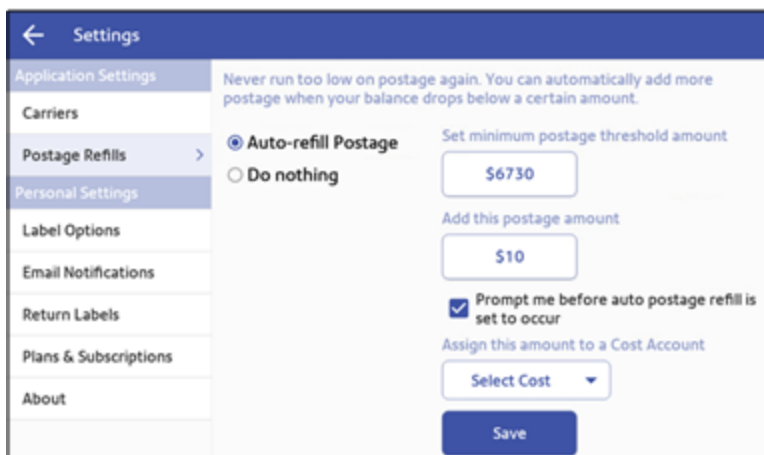 Settings
Application Settings
Carriers
Postage Refills
Personal Settings
Label Options
Email Notifications
Return Labels
Plans & Subscriptions
About
Never run too low on postage again. You can automatically add more
postage when your balance drops below a certain amount.
Auto-refill Postage
Do nothing
Set minimum postage threshold amount
$6730
Add this postage amount
$10
Prompt me before auto postage refill is
set to occur
Assign this amount to a Cost Account
Select Cost
Save